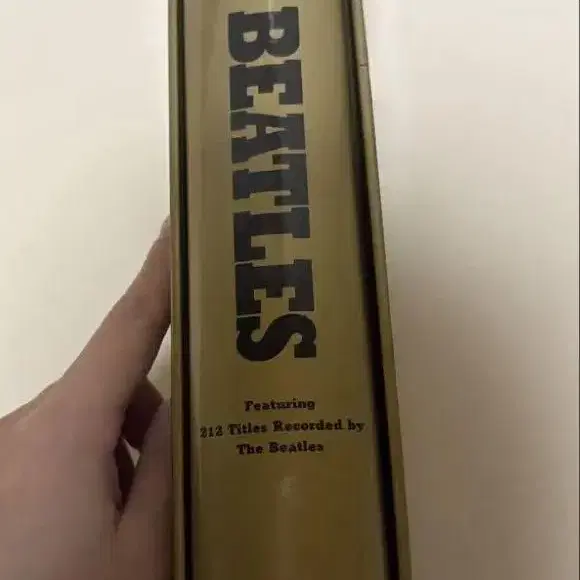 BEATLES
Featuring
212 Titles Recorded by
The Beatles